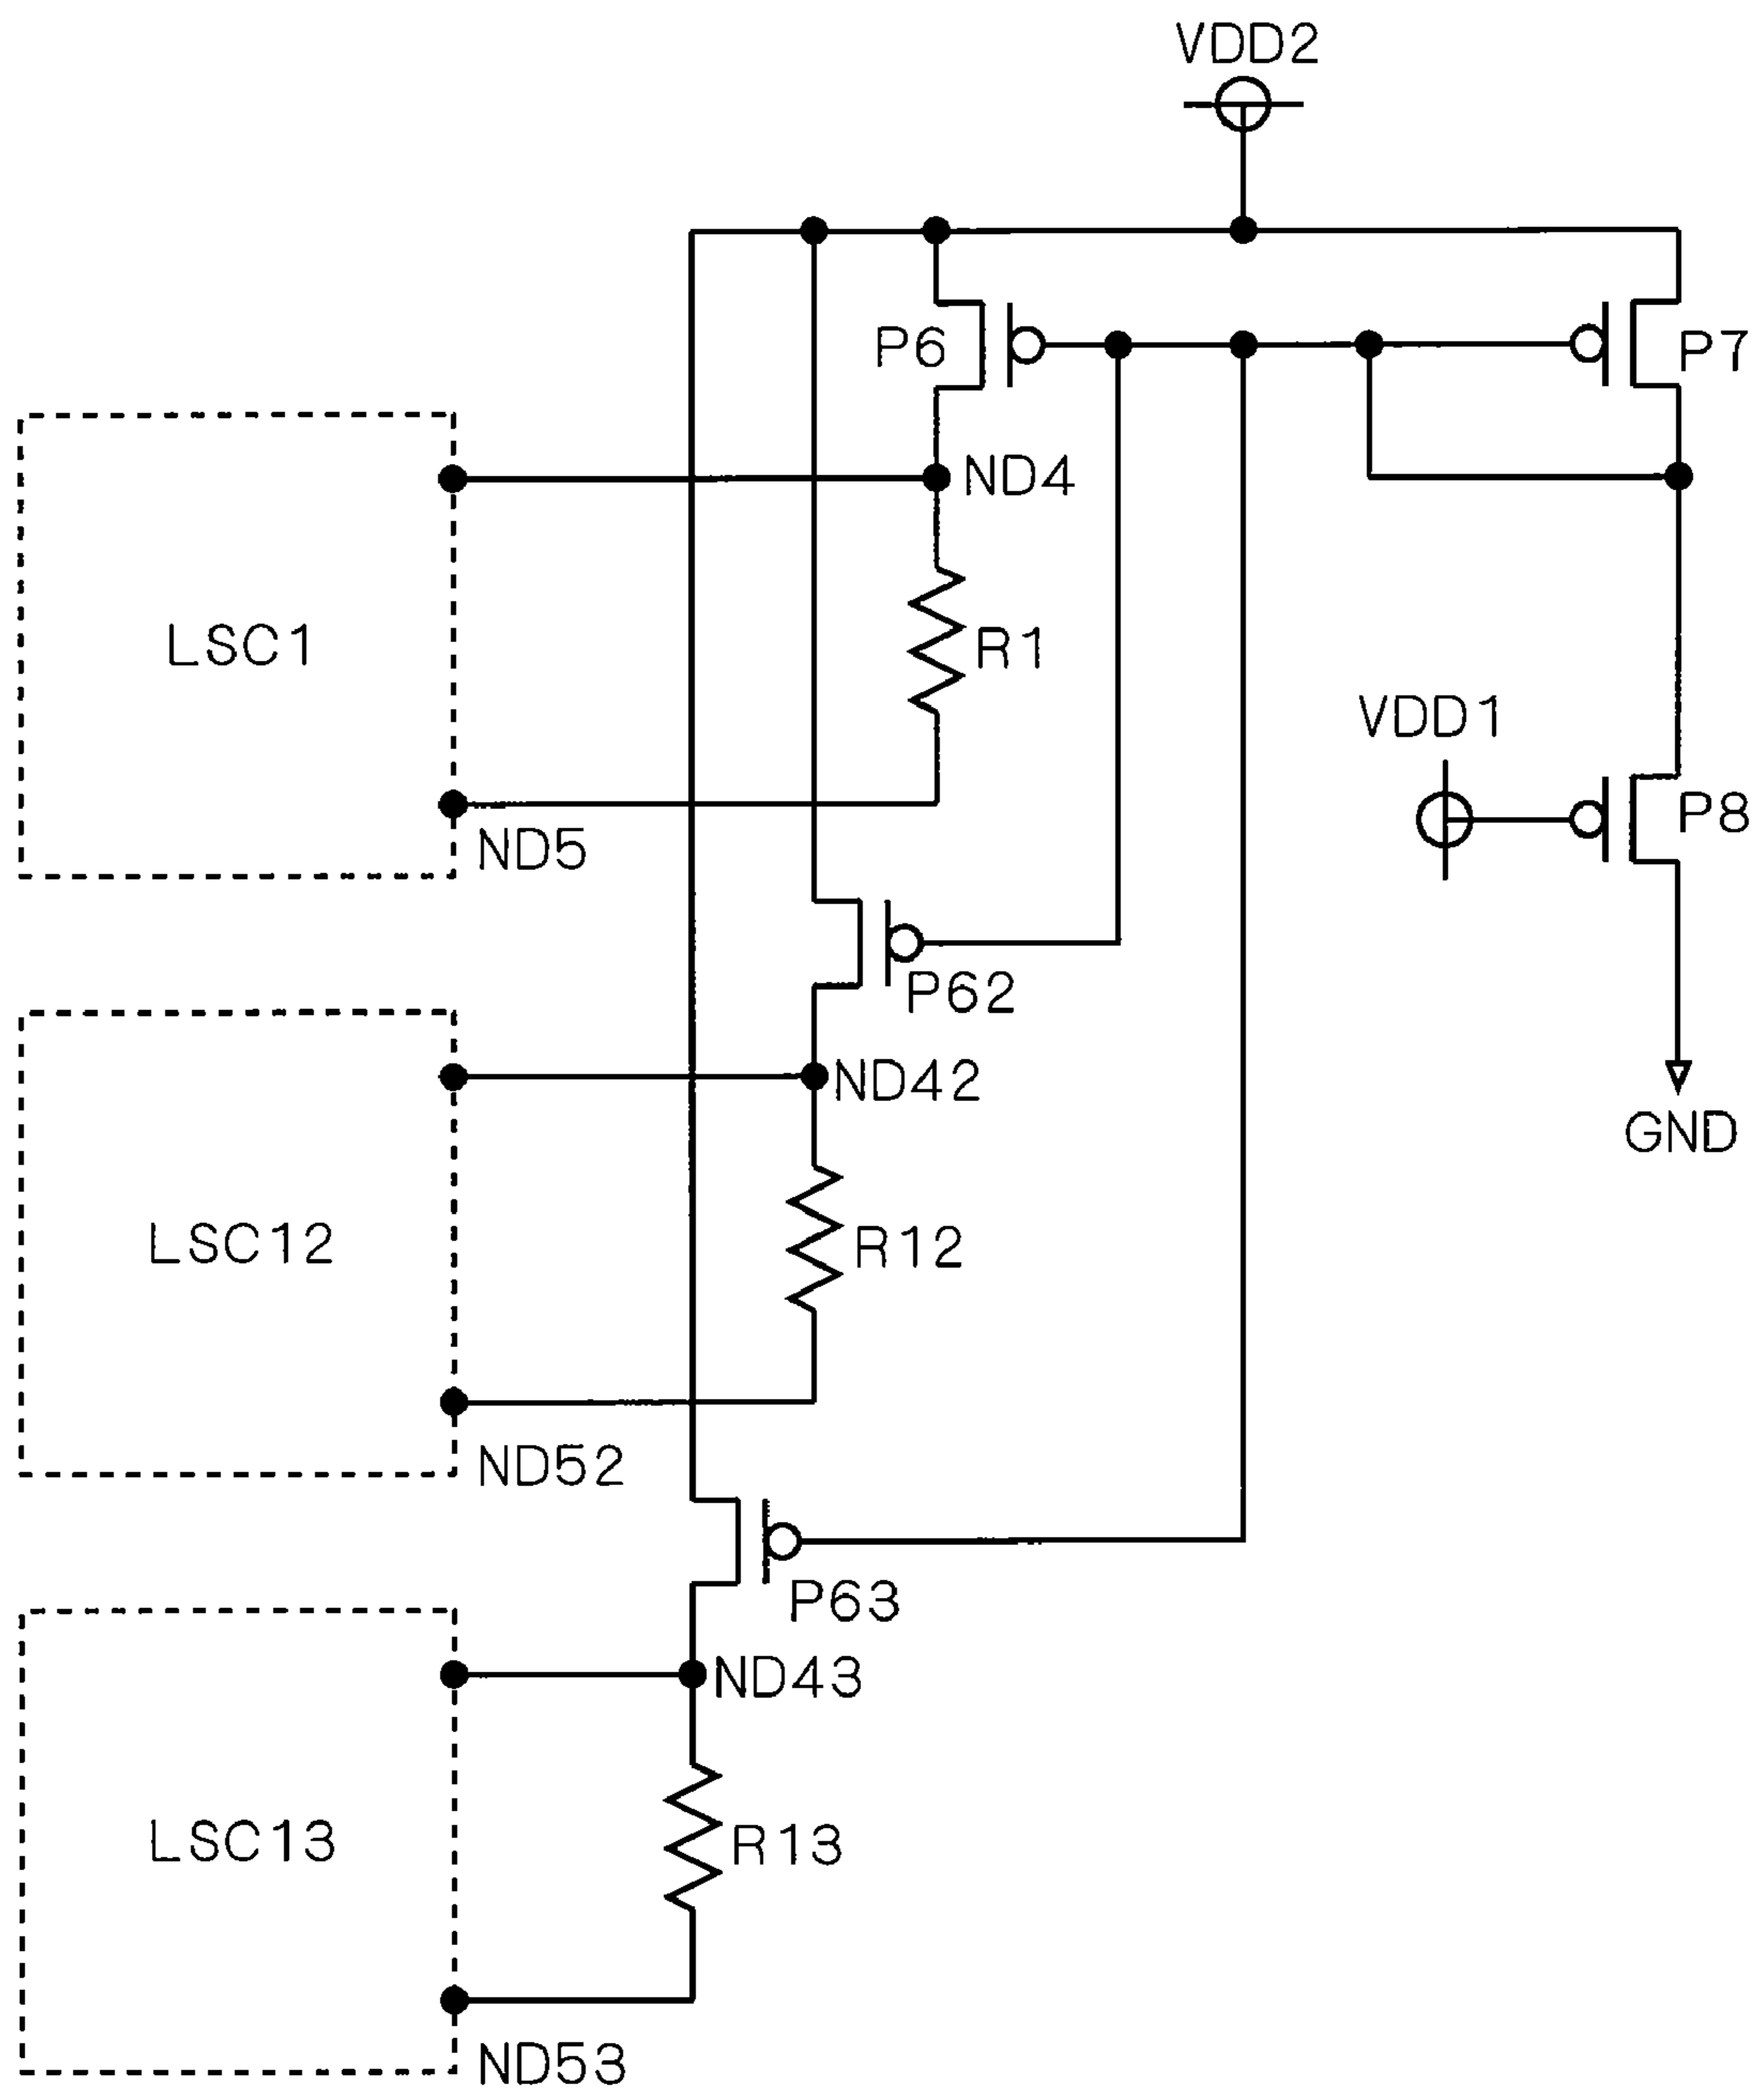 VDD2
P6
P7
ND4
LSC1
R1
VDD1
P8
ND5
P62
ND42
GND
LSC12
R12
ND52
P63
ND43
LSC13
R13
ND53